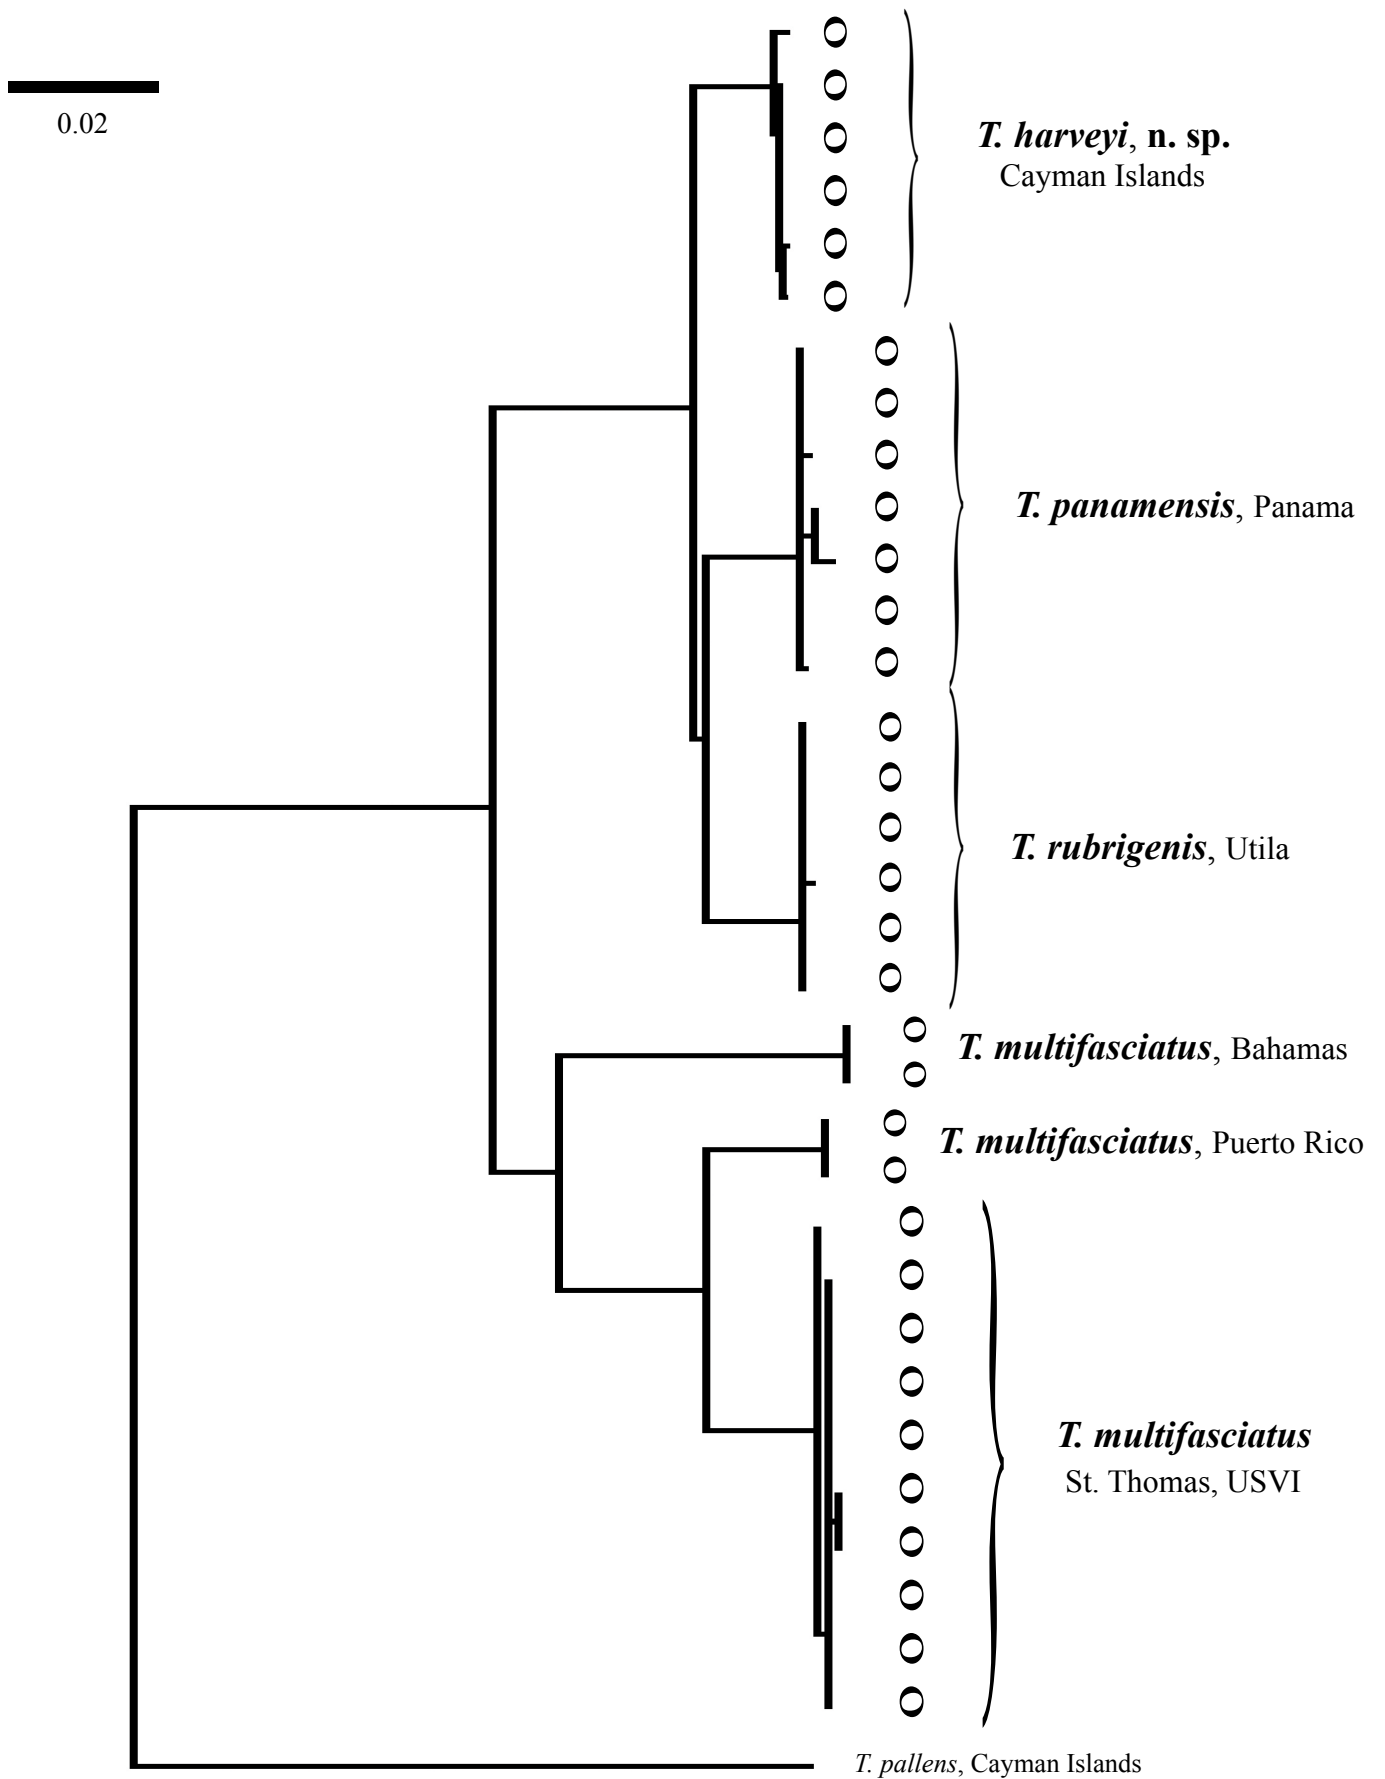 0.02
T. harveyi, n. sp.
Cayman Islands
T. panamensis, Panama
T. rubrigenis, Utila
T. multifasciatus, Bahamas
T. multifasciatus, Puerto Rico
T. multifasciatus
St. Thomas, USVI
T. pallens, Cayman Islands